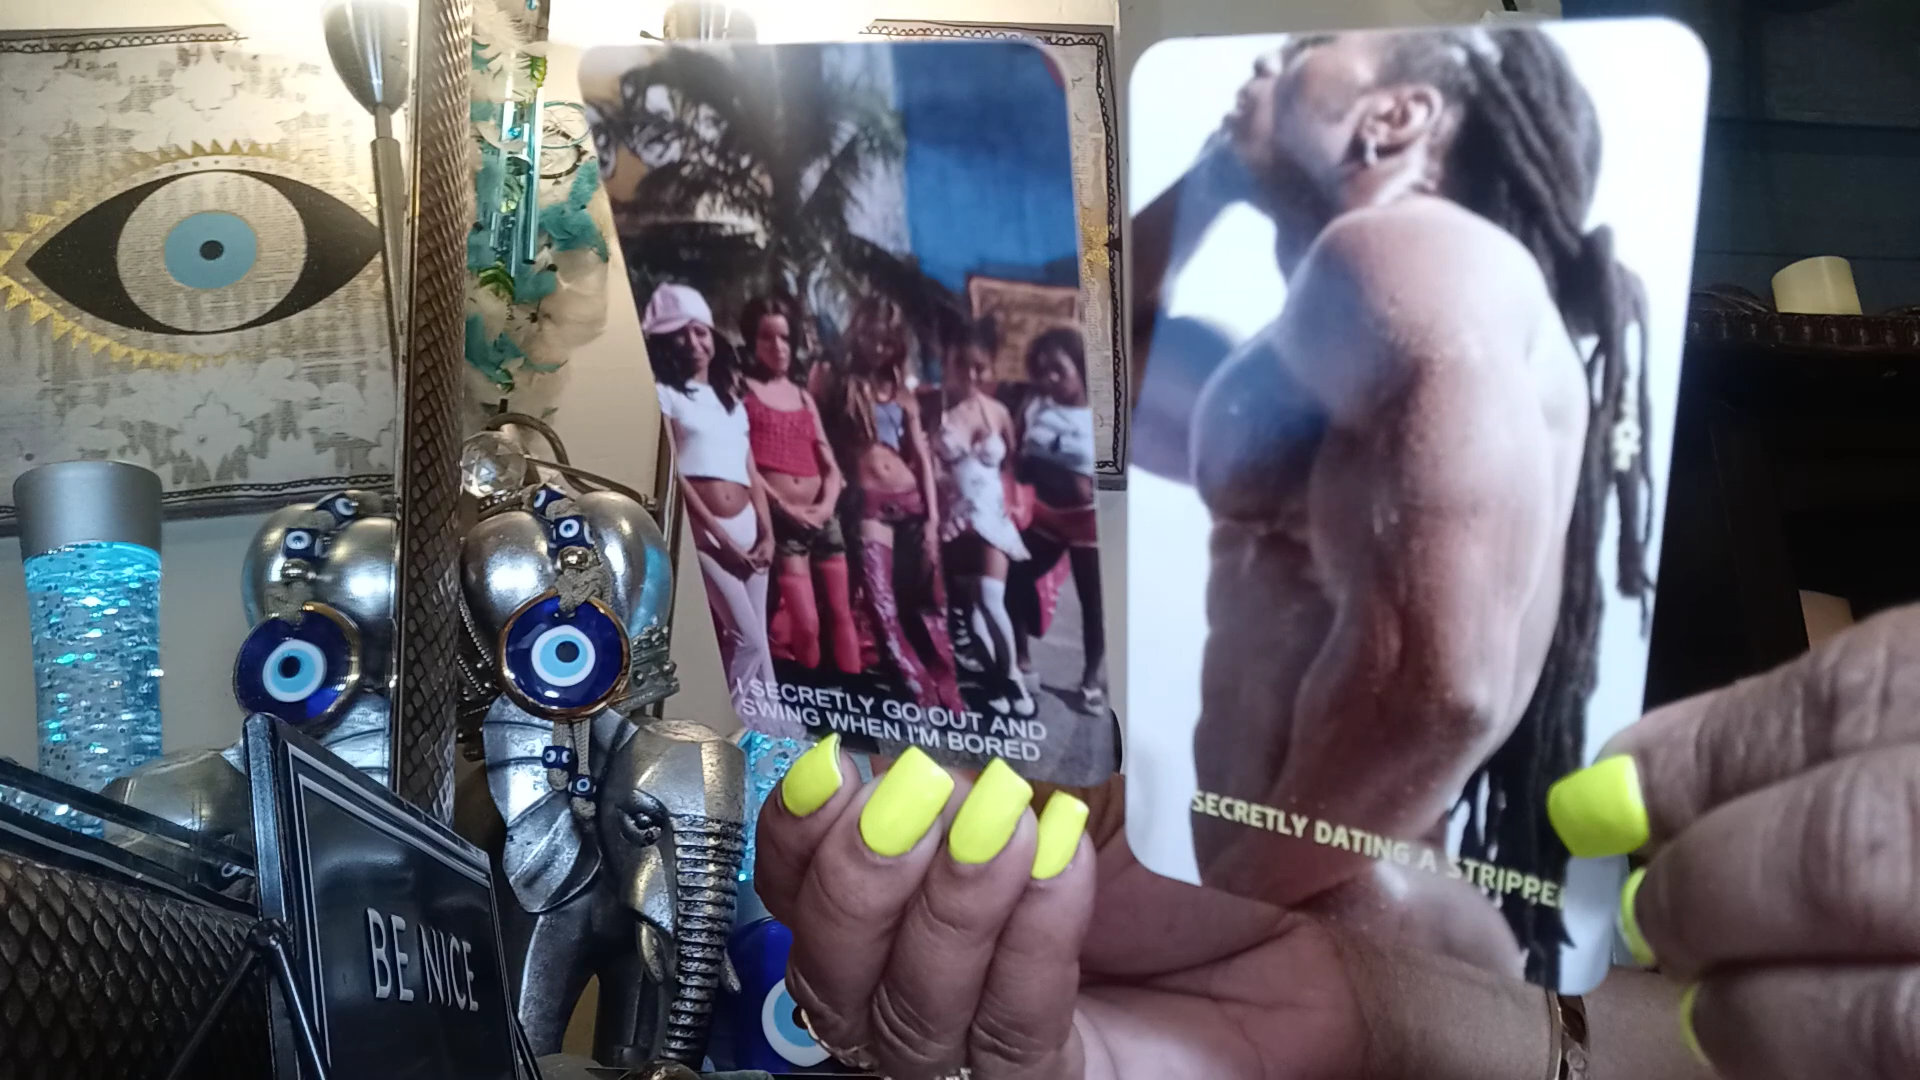 I SECRETLY GO OUT AND
SWING WHEN I'M BORED
SECRETLY DATING A STRIPPER
BE NICE